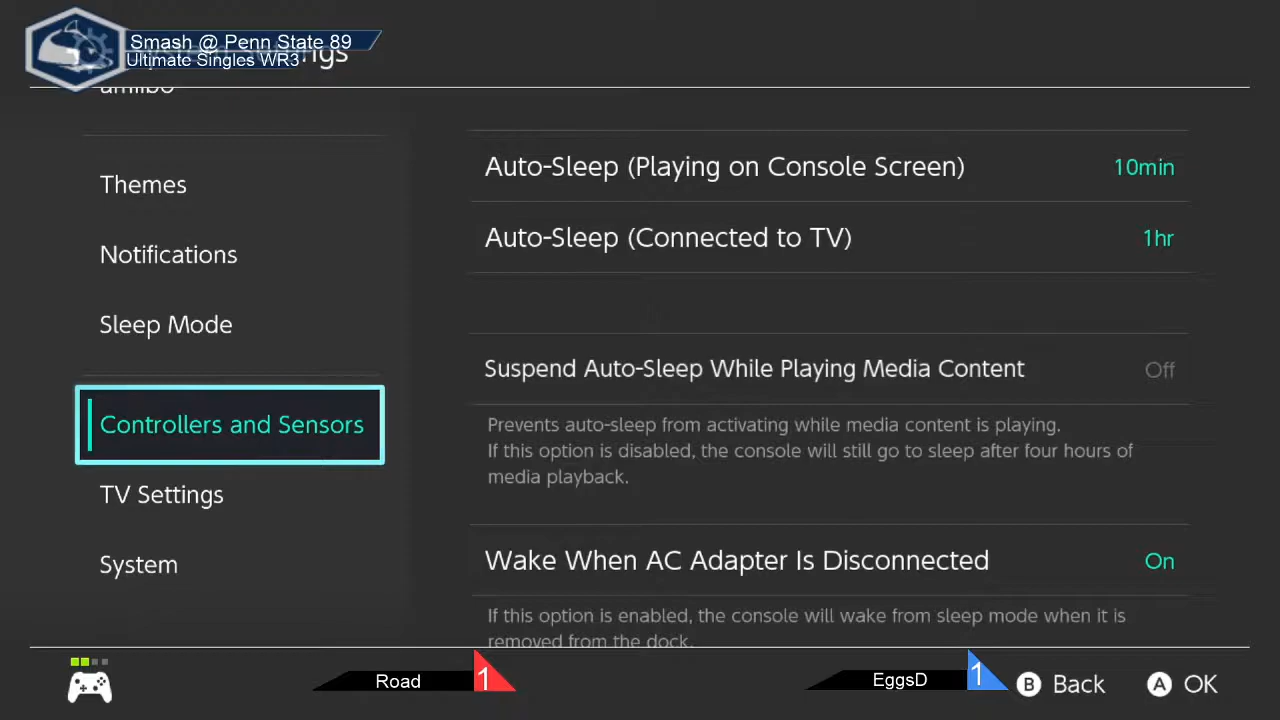 Smash @ Penn State 89
Ultimate Singles WR3
System Settings
amiibo
Themes
Notifications
Sleep Mode
Controllers and Sensors
TV Settings
System
Auto-Sleep (Playing on Console Screen) 10min
Auto-Sleep (Connected to TV) 1hr
Suspend Auto-Sleep While Playing Media Content Off
Prevents auto-sleep from activating while media content is playing.
If this option is disabled, the console will still go to sleep after four hours of
media playback.
Wake When AC Adapter Is Disconnected On
If this option is enabled, the console will wake from sleep mode when it is
removed from the dock.
Road 1
EggsD 1
B Back
A OK